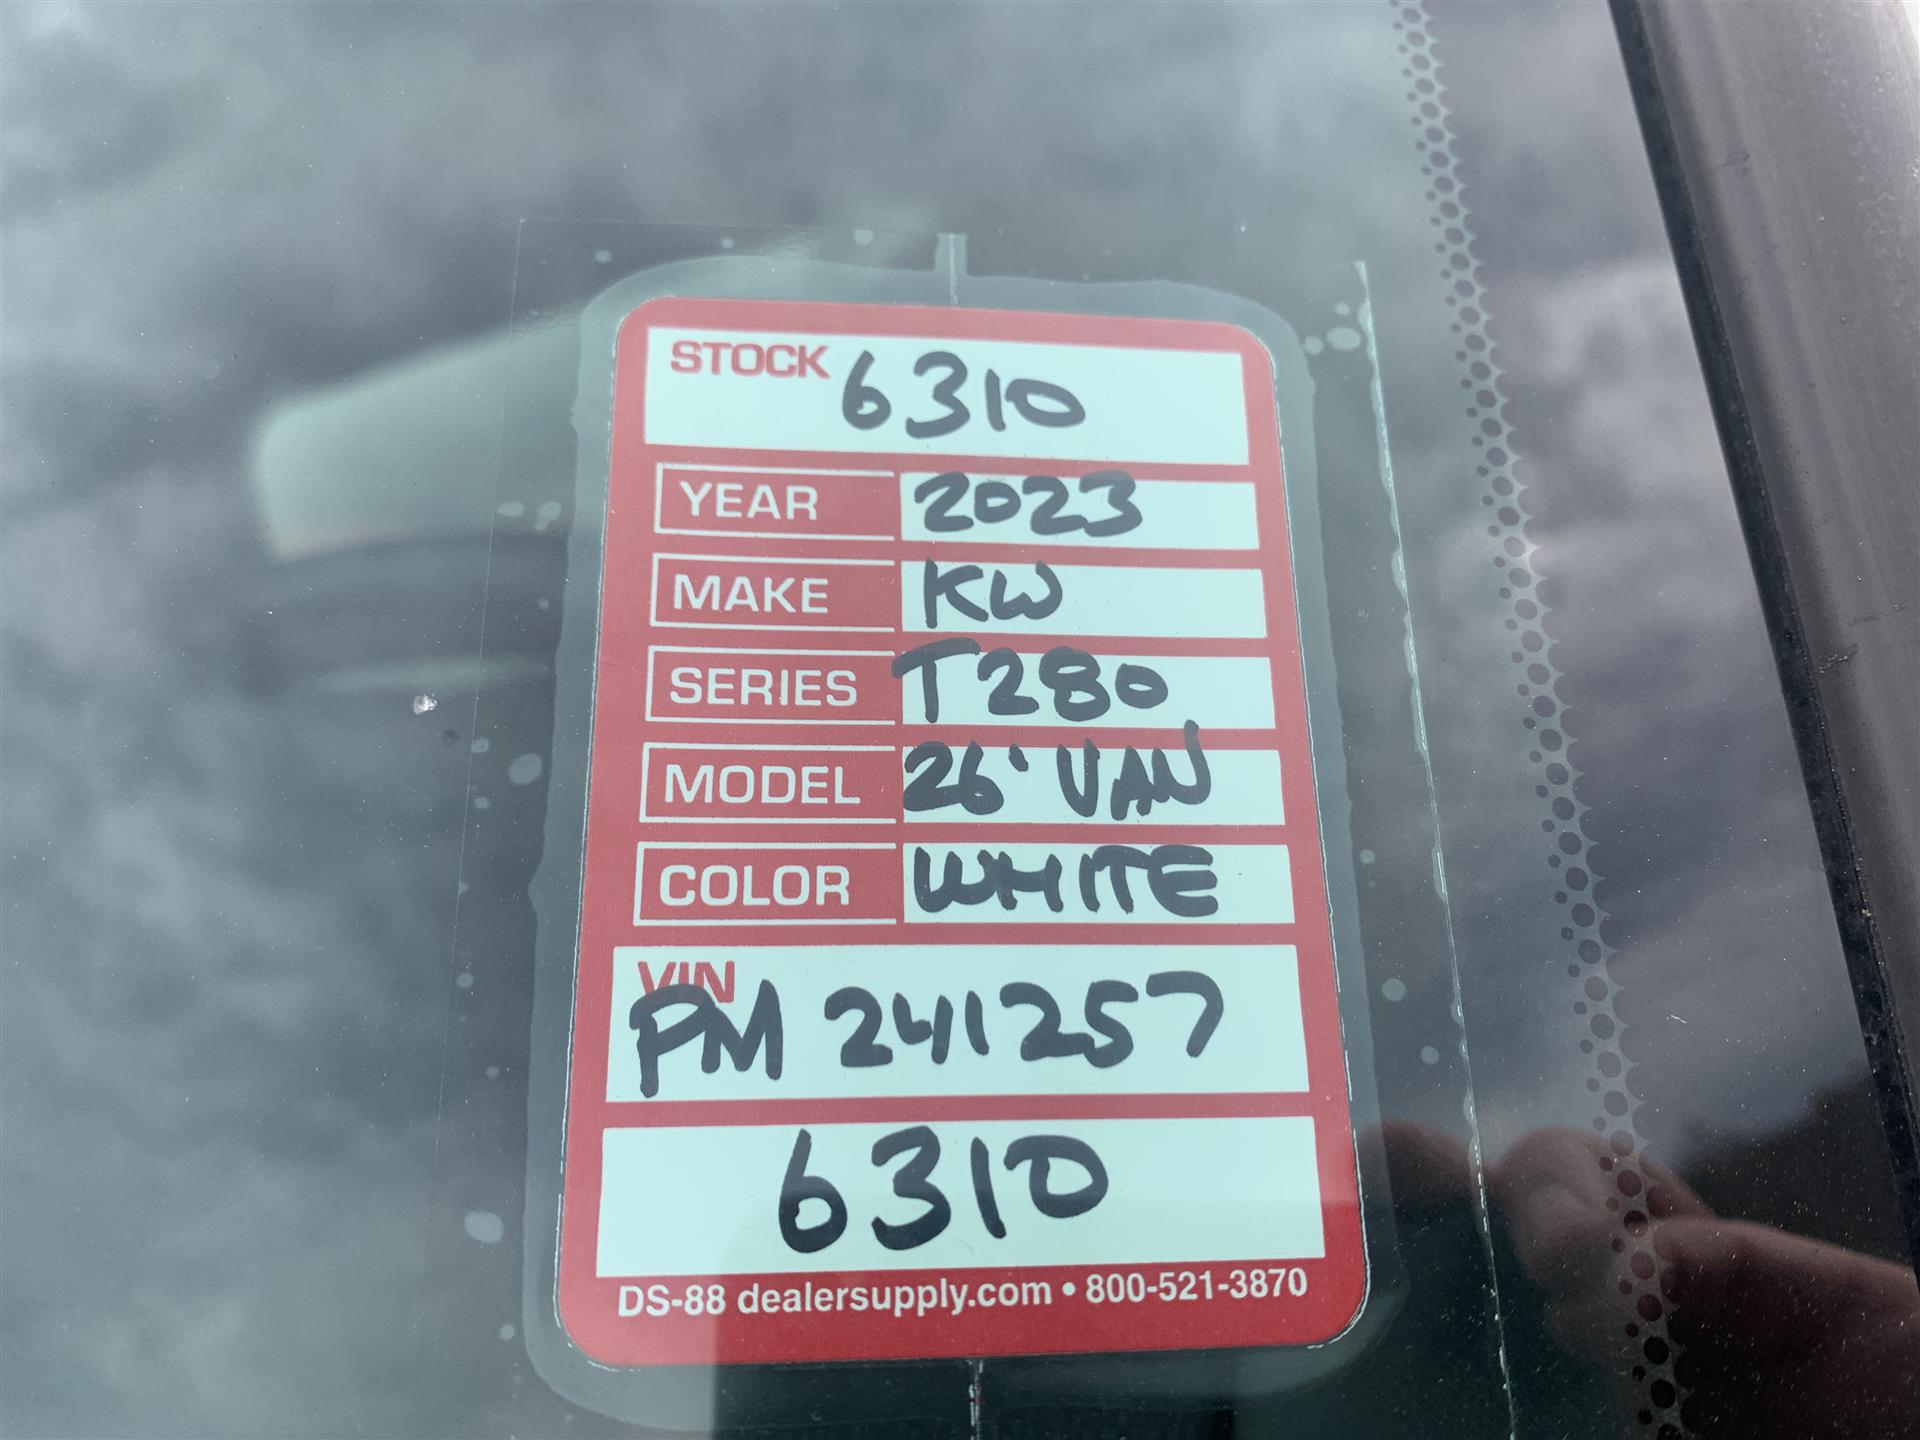 STOCK 6310
YEAR 2023
MAKE KW
SERIES T280
MODEL 26' VAN
COLOR WHITE
VIN
PM 241257
6310
DS-88 dealersupply.com • 800-521-3870